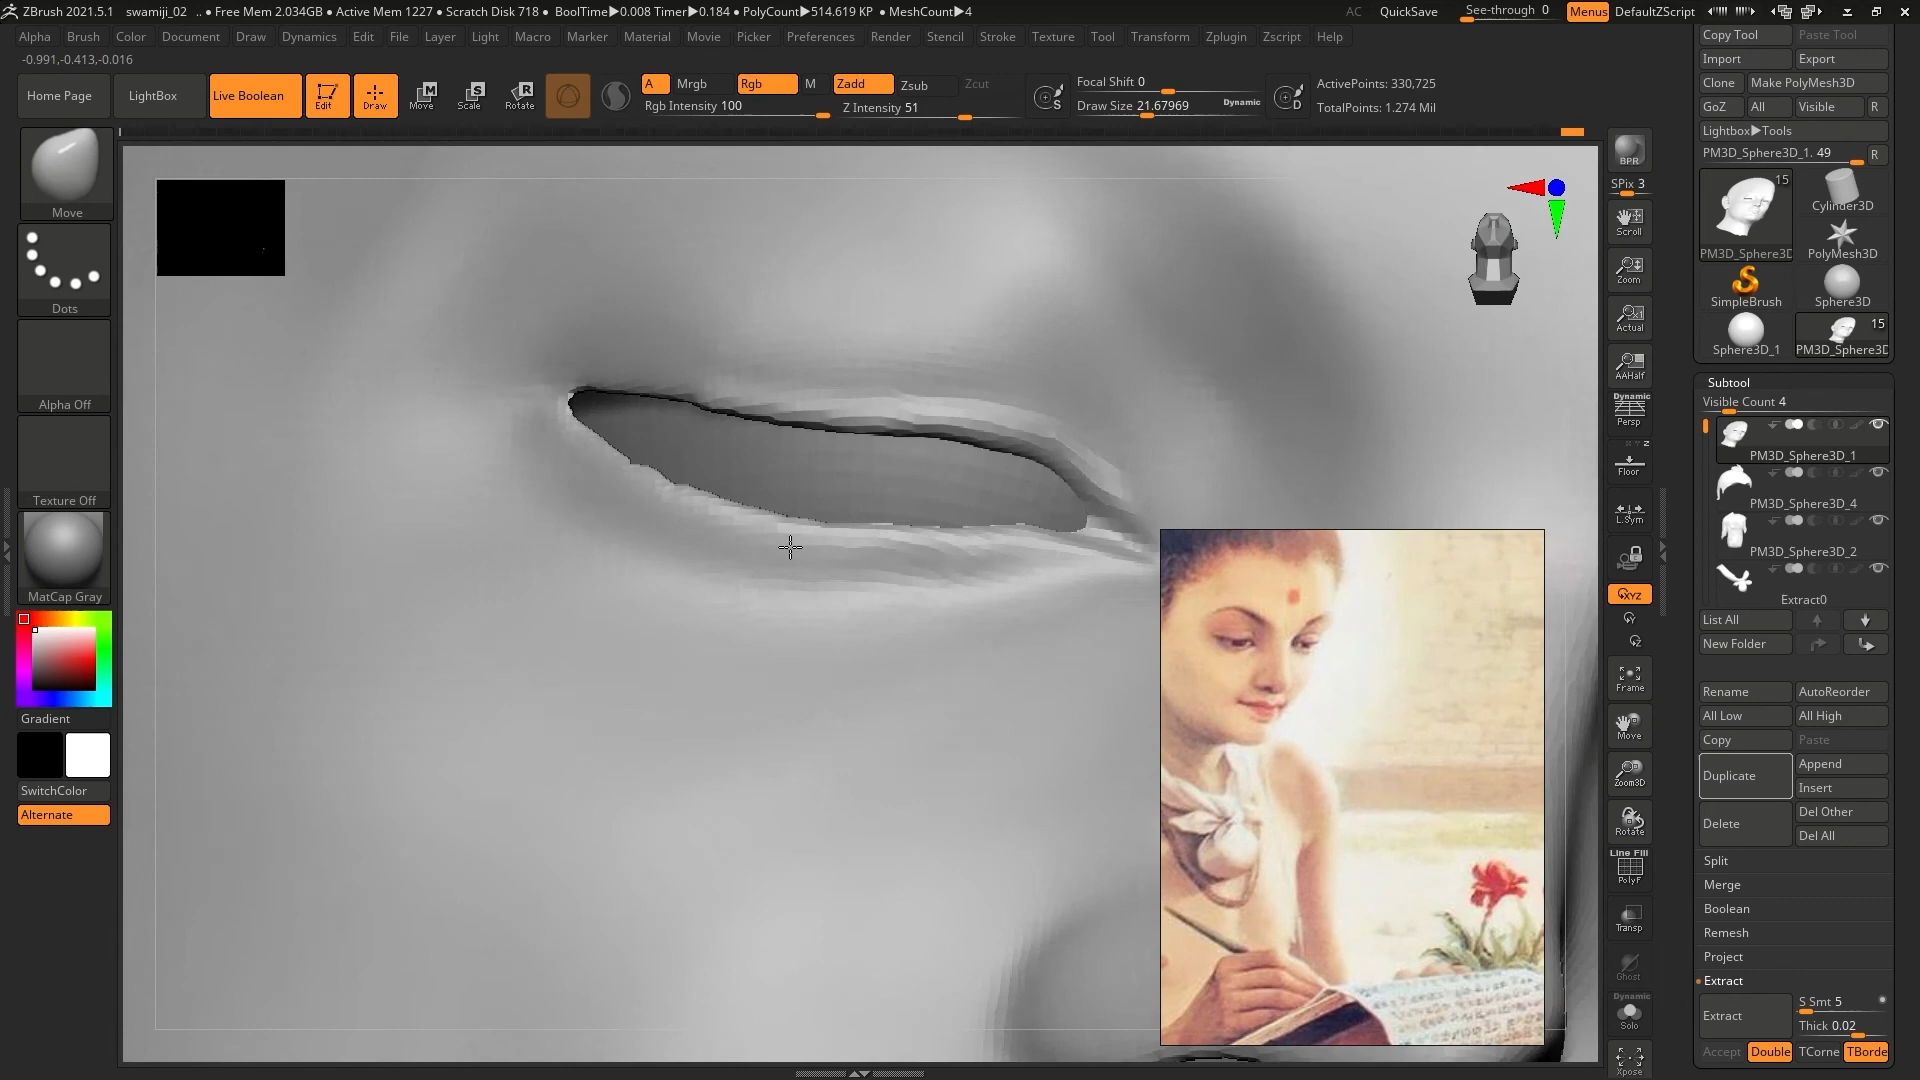 ZBrush 2021.5.1 swamiji_02 .. • Free Mem 2.034GB • Active Mem 1227 • Scratch Disk 718 • BoolTime▶0.008 Timer▶0.184 • PolyCount▶514.619 KP • MeshCount▶4 AC QuickSave See-through 0 Menus DefaultZScript
Alpha Brush Color Document Draw Dynamics Edit File Layer Light Macro Marker Material Movie Picker Preferences Render Stencil Stroke Texture Tool Transform Zplugin Zscript Help
-0.991,-0.413,-0.016
Home Page LightBox Live Boolean Edit Draw Move Scale Rotate
A Mrgb Rgb M Zadd Zsub Zcut
Rgb Intensity 100 Z Intensity 51
S Focal Shift 0
Draw Size 21.67969 Dynamic
D ActivePoints: 330,725
TotalPoints: 1.274 Mil
Move
Dots
Alpha Off
Texture Off
MatCap Gray
Gradient
SwitchColor
Alternate
BPR
SPix 3
Scroll
Zoom
Actual
AAHalf
Dynamic
Persp
Floor
L.Sym
XYZ
Frame
Move
Zoom3D
Rotate
Line Fill
PolyF
Transp
Ghost
Dynamic
Solo
Xpose
Copy Tool Paste Tool
Import Export
Clone Make PolyMesh3D
GoZ All Visible R
Lightbox▶Tools
PM3D_Sphere3D_1. 49 R
15
Cylinder3D
PM3D_Sphere3D PolyMesh3D
SimpleBrush Sphere3D
15
Sphere3D_1 PM3D_Sphere3D
Subtool
Visible Count 4
PM3D_Sphere3D_1
PM3D_Sphere3D_4
PM3D_Sphere3D_2
Extract0
List All
New Folder
Rename AutoReorder
All Low All High
Copy Paste
Duplicate Append
Insert
Delete Del Other
Del All
Split
Merge
Boolean
Remesh
Project
Extract
Extract S Smt 5
Thick 0.02
Accept Double TCorne TBorde